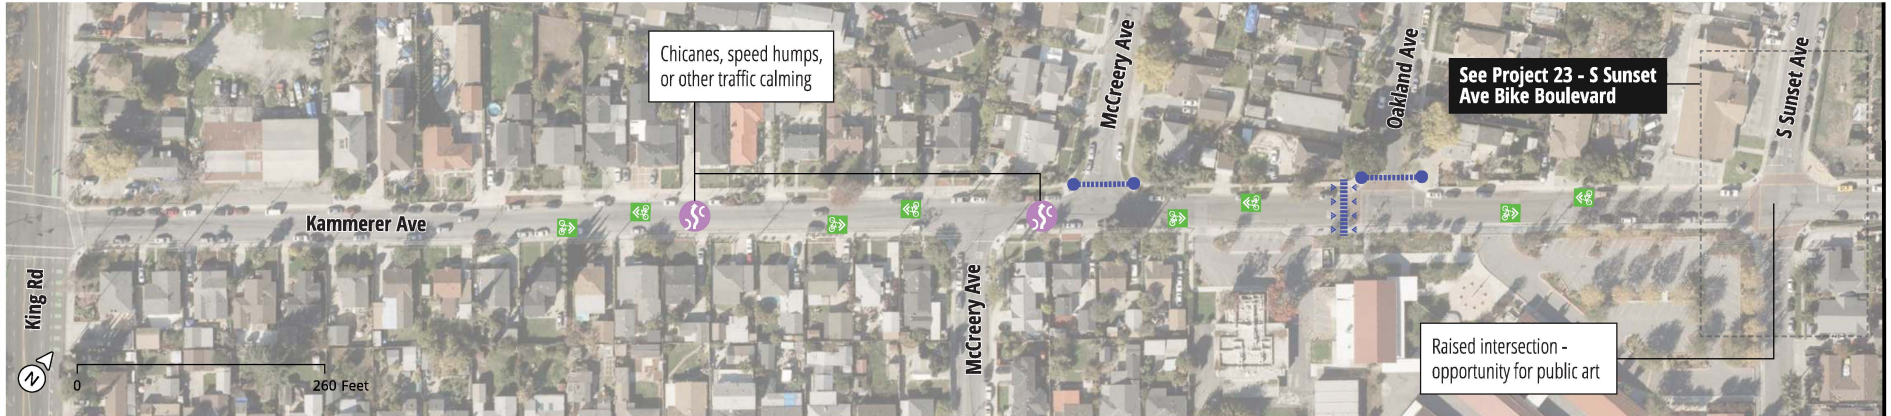 Chicanes, speed humps,
or other traffic calming
McCreery Ave
Oakland Ave
See Project 23 - S Sunset
Ave Bike Boulevard
S Sunset Ave
Kammerer Ave
King Rd
McCreery Ave
Raised intersection -
opportunity for public art
N
0
260 Feet